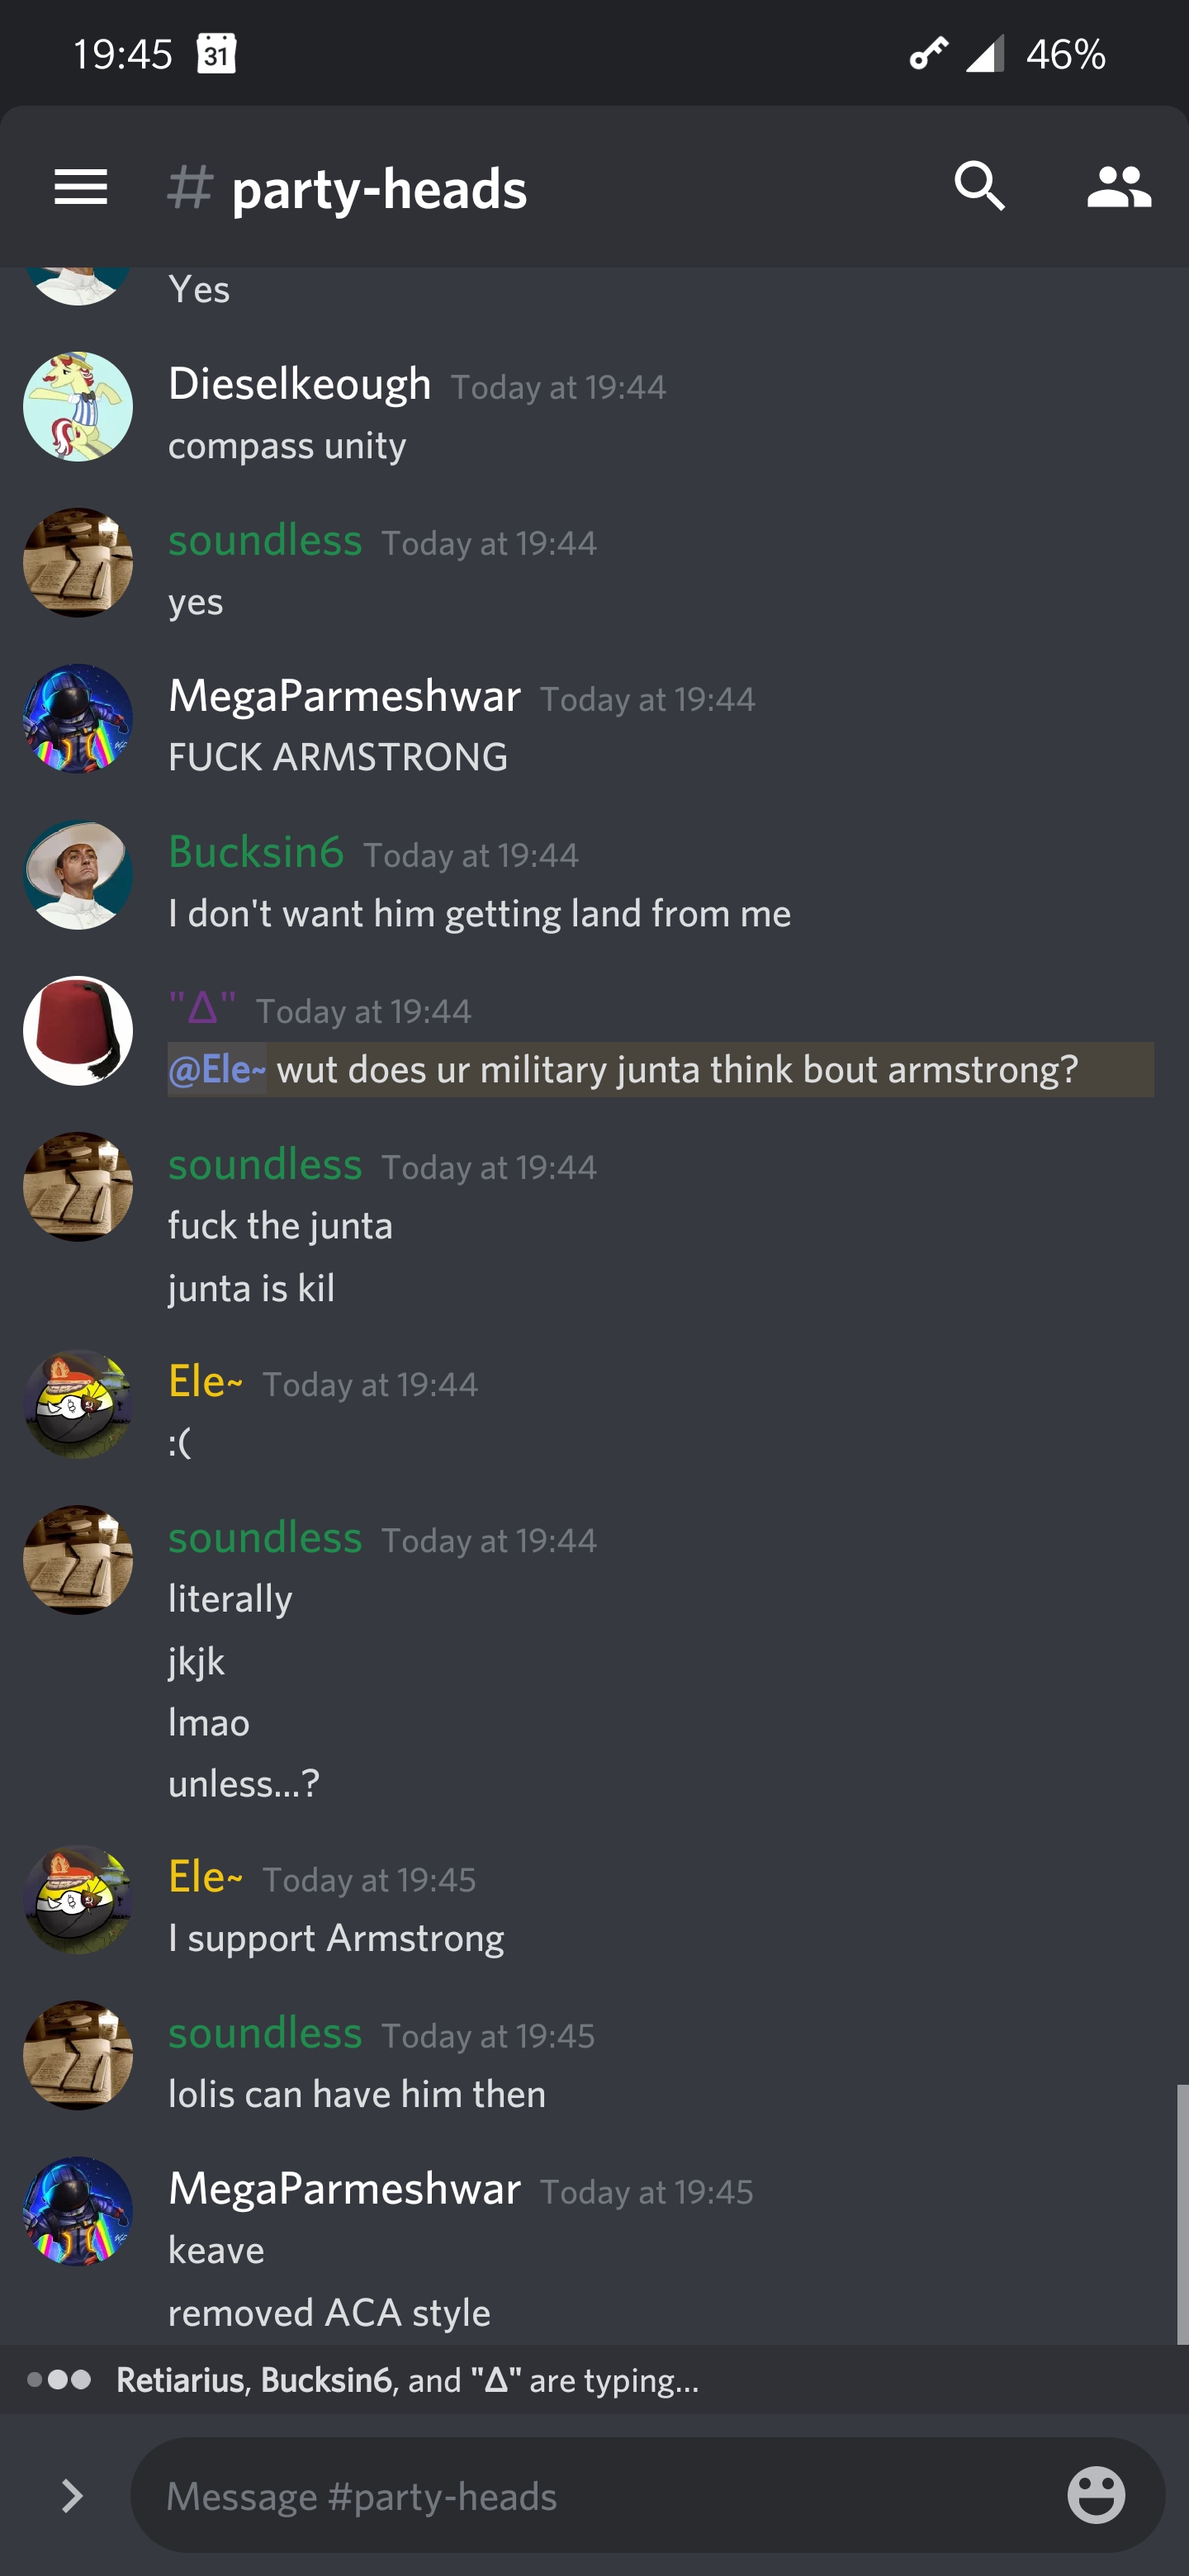 19:45 31 46%
# party-heads
Yes
Dieselkeough Today at 19:44
compass unity
soundless Today at 19:44
yes
MegaParmeshwar Today at 19:44
FUCK ARMSTRONG
Bucksin6 Today at 19:44
I don't want him getting land from me
"Δ" Today at 19:44
@Ele~ wut does ur military junta think bout armstrong?
soundless Today at 19:44
fuck the junta
junta is kil
Ele~ Today at 19:44
:(
soundless Today at 19:44
literally
jkjk
lmao
unless...?
Ele~ Today at 19:45
I support Armstrong
soundless Today at 19:45
lolis can have him then
MegaParmeshwar Today at 19:45
keave
removed ACA style
Retiarius, Bucksin6, and "Δ" are typing...
Message #party-heads